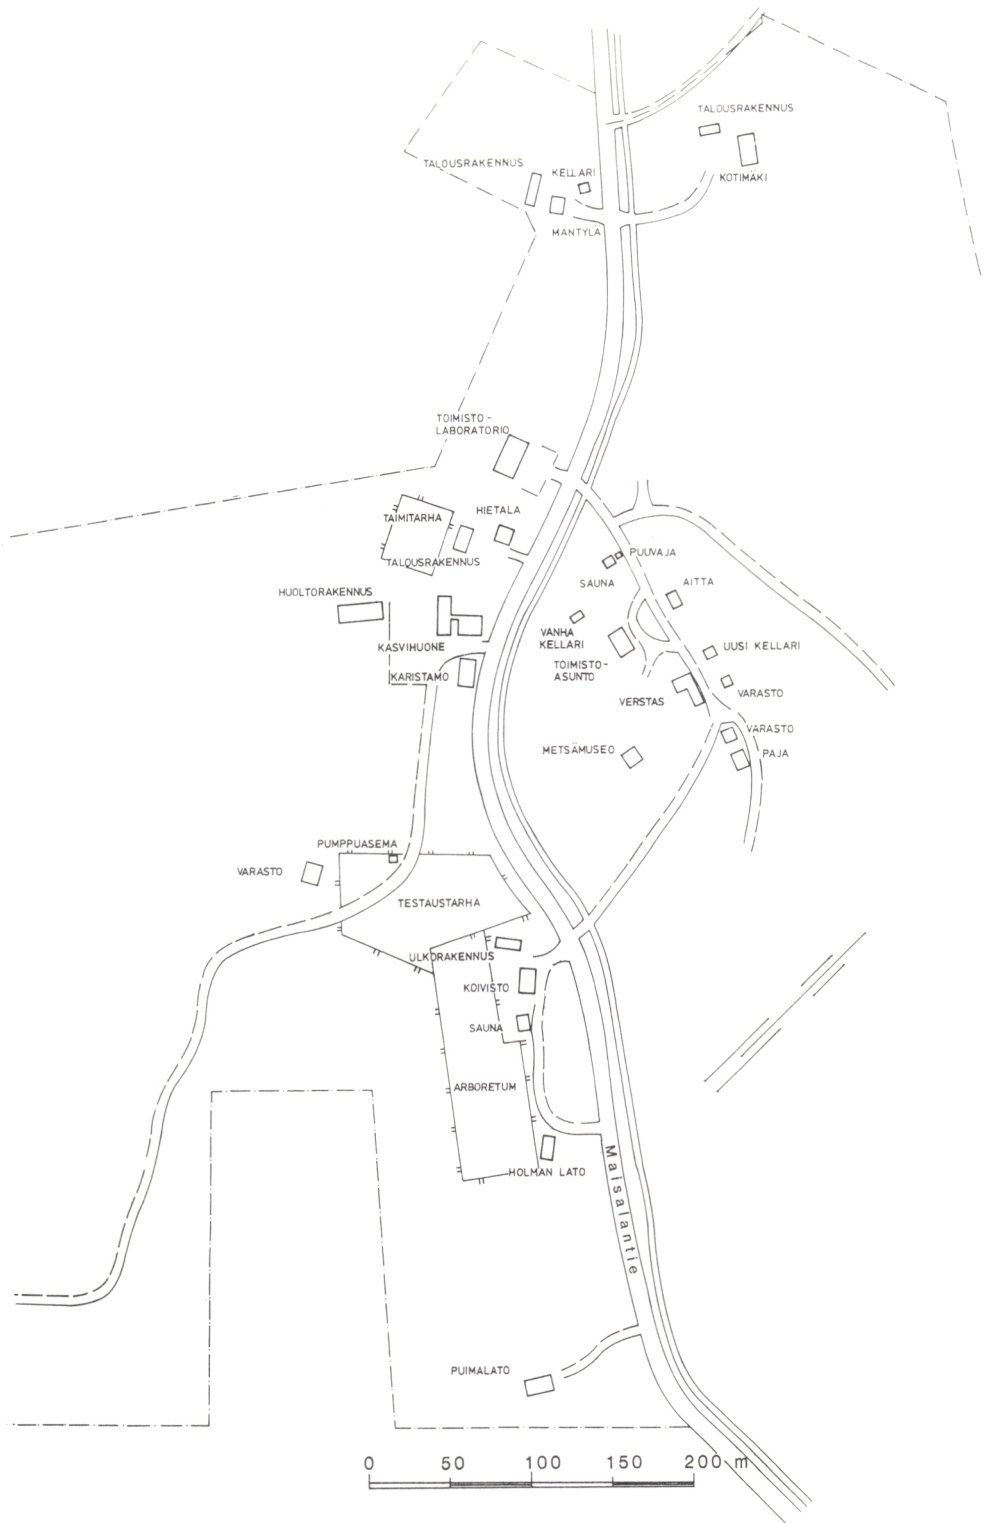 TALOUSRAKENNUS
TALOUSRAKENNUS
KELLARI
KOTIMÄKI
MÄNTYLÄ
TOIMISTO-
LABORATORIO
TAIMITARHA
HIETALA
TALOUSRAKENNUS
PUUVAJA
SAUNA
AITTA
HUOLTORAKENNUS
VANHA
KELLARI
KASVIHUONE
UUSI KELLARI
TOIMISTO-
ASUNTO
KARISTAMO
VARASTO
VERSTAS
VARASTO
METSÄMUSEO
PAJA
PUMPPUASEMA
VARASTO
TESTAUSTARHA
ULKORAKENNUS
KOIVISTO
SAUNA
ARBORETUM
HOLMAN LATO
Maisalantie
PUIMALATO
0 50 100 150 200 m